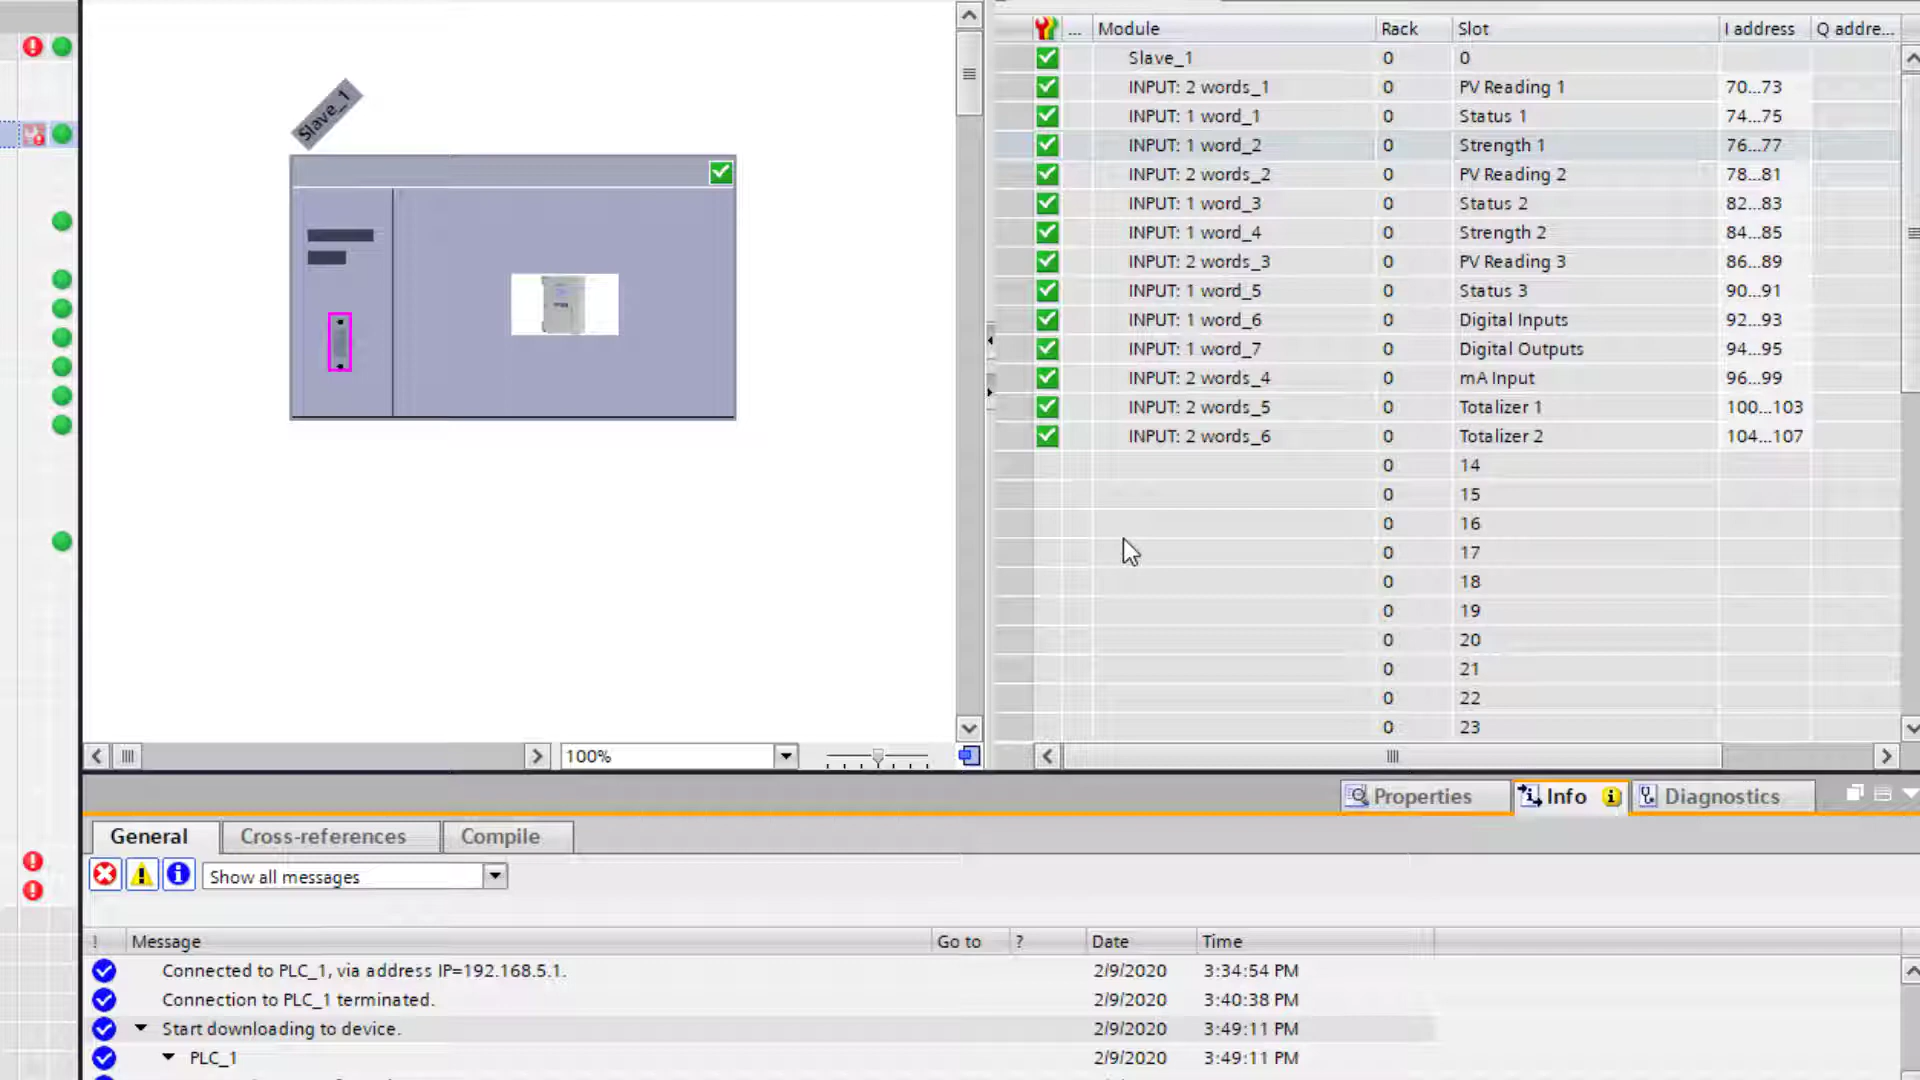 Slave_1
... Module Rack Slot I address Q addre...
Slave_1 0 0
INPUT: 2 words_1 0 PV Reading 1 70...73
INPUT: 1 word_1 0 Status 1 74...75
INPUT: 1 word_2 0 Strength 1 76...77
INPUT: 2 words_2 0 PV Reading 2 78...81
INPUT: 1 word_3 0 Status 2 82...83
INPUT: 1 word_4 0 Strength 2 84...85
INPUT: 2 words_3 0 PV Reading 3 86...89
INPUT: 1 word_5 0 Status 3 90...91
INPUT: 1 word_6 0 Digital Inputs 92...93
INPUT: 1 word_7 0 Digital Outputs 94...95
INPUT: 2 words_4 0 mA Input 96...99
INPUT: 2 words_5 0 Totalizer 1 100...103
INPUT: 2 words_6 0 Totalizer 2 104...107
0 14
0 15
0 16
0 17
0 18
0 19
0 20
0 21
0 22
0 23
100%
Properties Info Diagnostics
General Cross-references Compile
Show all messages
! Message Go to ? Date Time
Connected to PLC_1, via address IP=192.168.5.1. 2/9/2020 3:34:54 PM
Connection to PLC_1 terminated. 2/9/2020 3:40:38 PM
Start downloading to device. 2/9/2020 3:49:11 PM
PLC_1 2/9/2020 3:49:11 PM